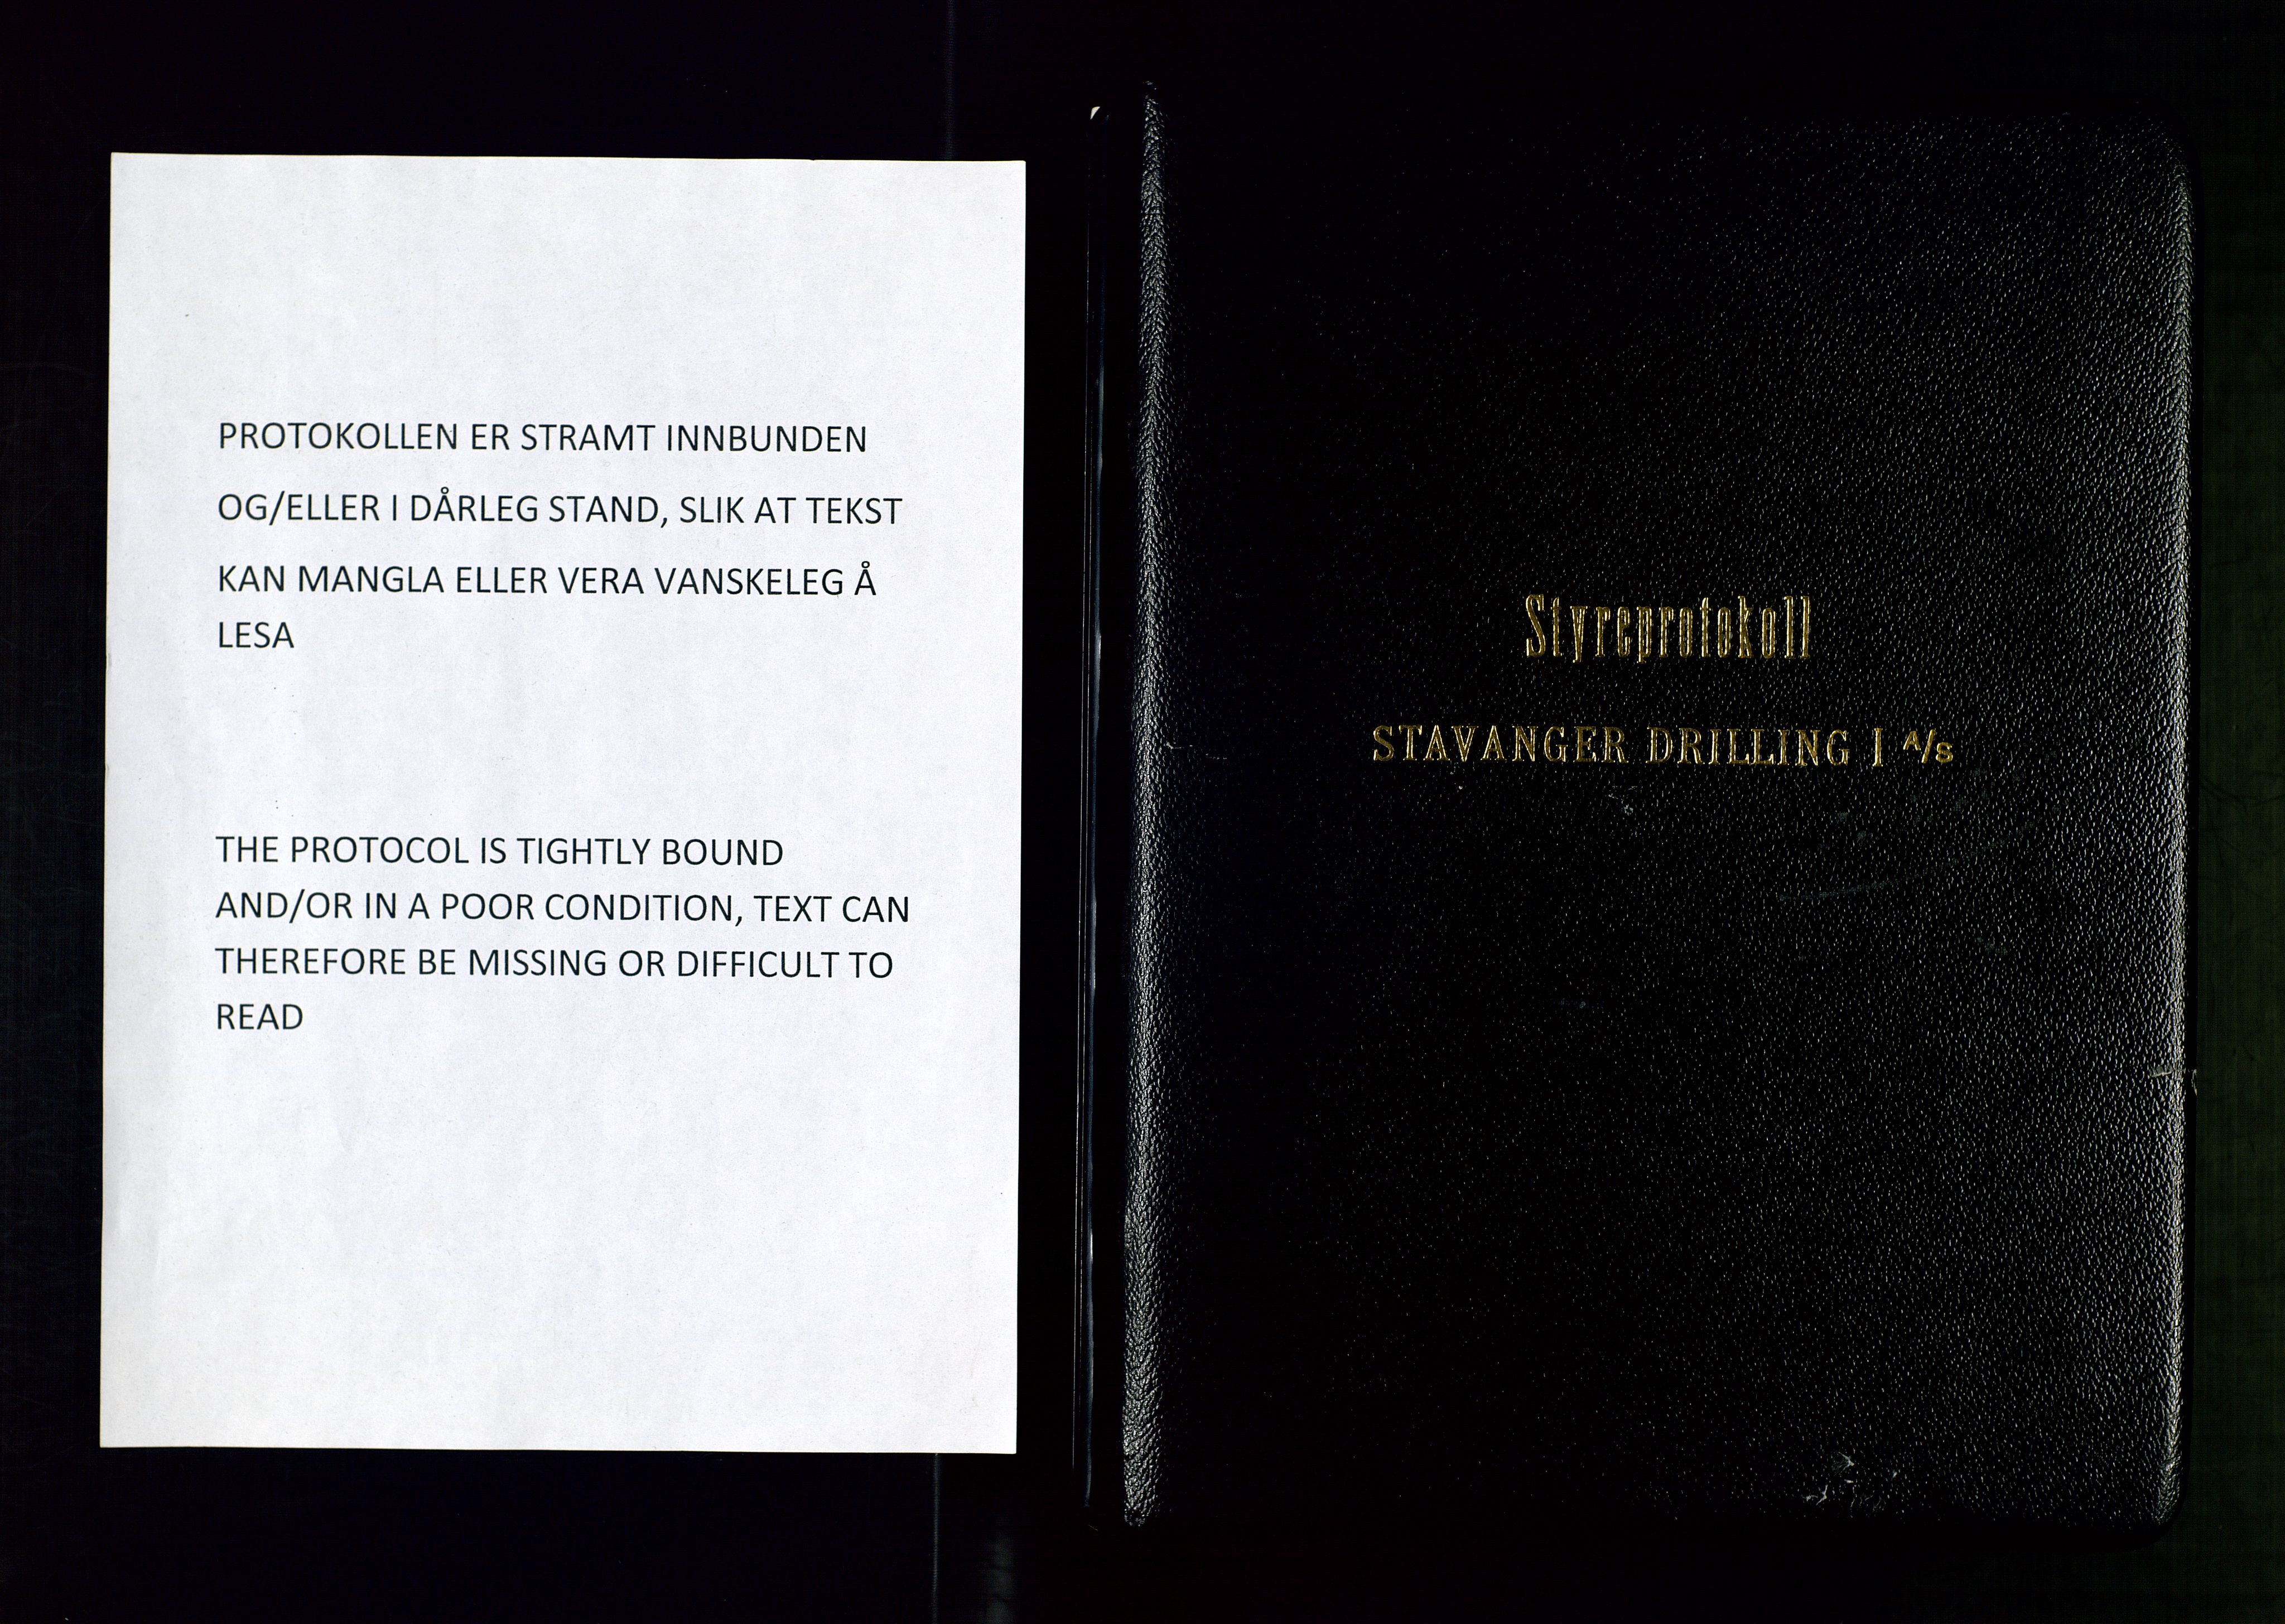 PROTOKOLLEN ER STRAMT INNBUNDEN
OG/ELLER I DÅRLEG STAND, SLIK AT TEKST
KAN MANGLA ELLER VERA VANSKELEG Å
LESA
THE PROTOCOL IS TIGHTLY BOUND
AND/OR IN A POOR CONDITION, TEXT CAN
THEREFORE BE MISSING OR DIFFICULT TO
READ
Styreprotokoll
STAVANGER DRILLING I A/S